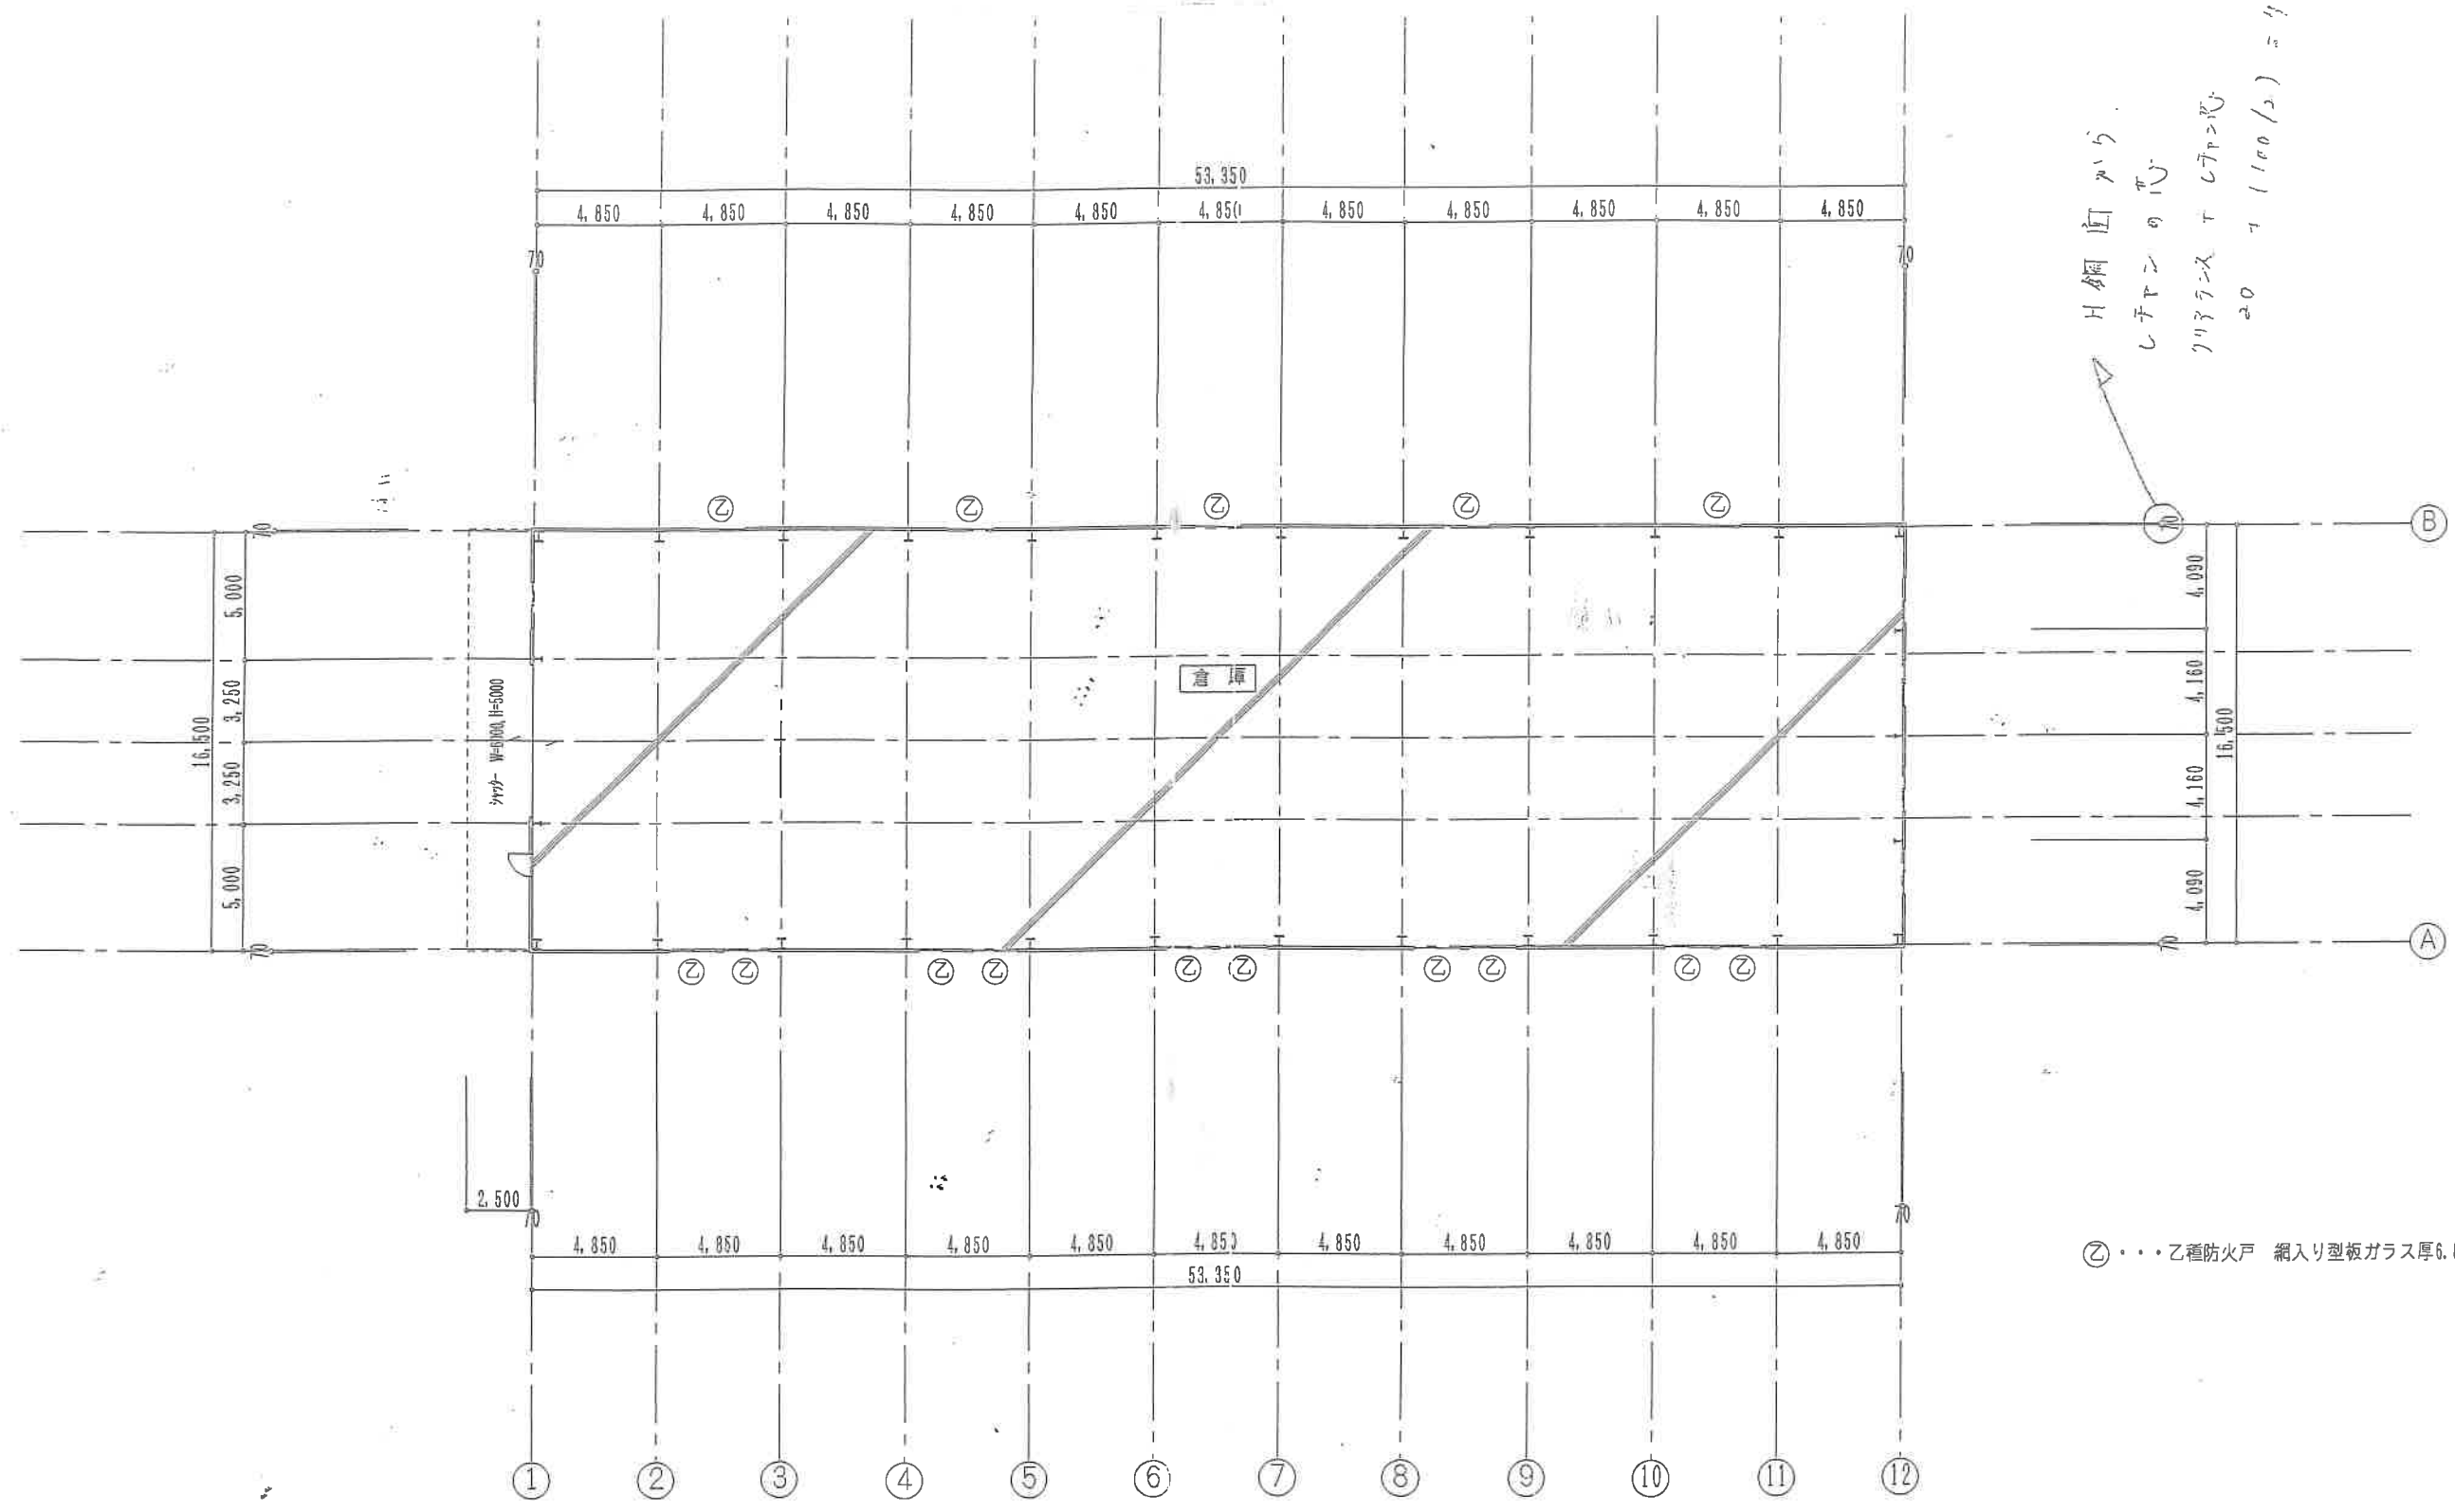 53,350
4,850 4,850 4,850 4,850 4,850 4,850 4,850 4,850 4,850 4,850 4,850
70 70
H鋼面から
レチャンの芯
クリアランス + レチャン芯
20 + (100/2) =
乙 乙 乙 乙 乙
70 70 B
5,000 4,090
3,250 4,160
16,500 16,500
3,250 4,160
5,000 4,090
シャッター W=6000,H=5000
倉庫
70 70 A
乙 乙 乙 乙 乙 乙 乙 乙 乙 乙
2,500
70 70
4,850 4,850 4,850 4,850 4,850 4,850 4,850 4,850 4,850 4,850 4,850
53,350
乙・・・乙種防火戸 網入り型板ガラス厚6.
1 2 3 4 5 6 7 8 9 10 11 12